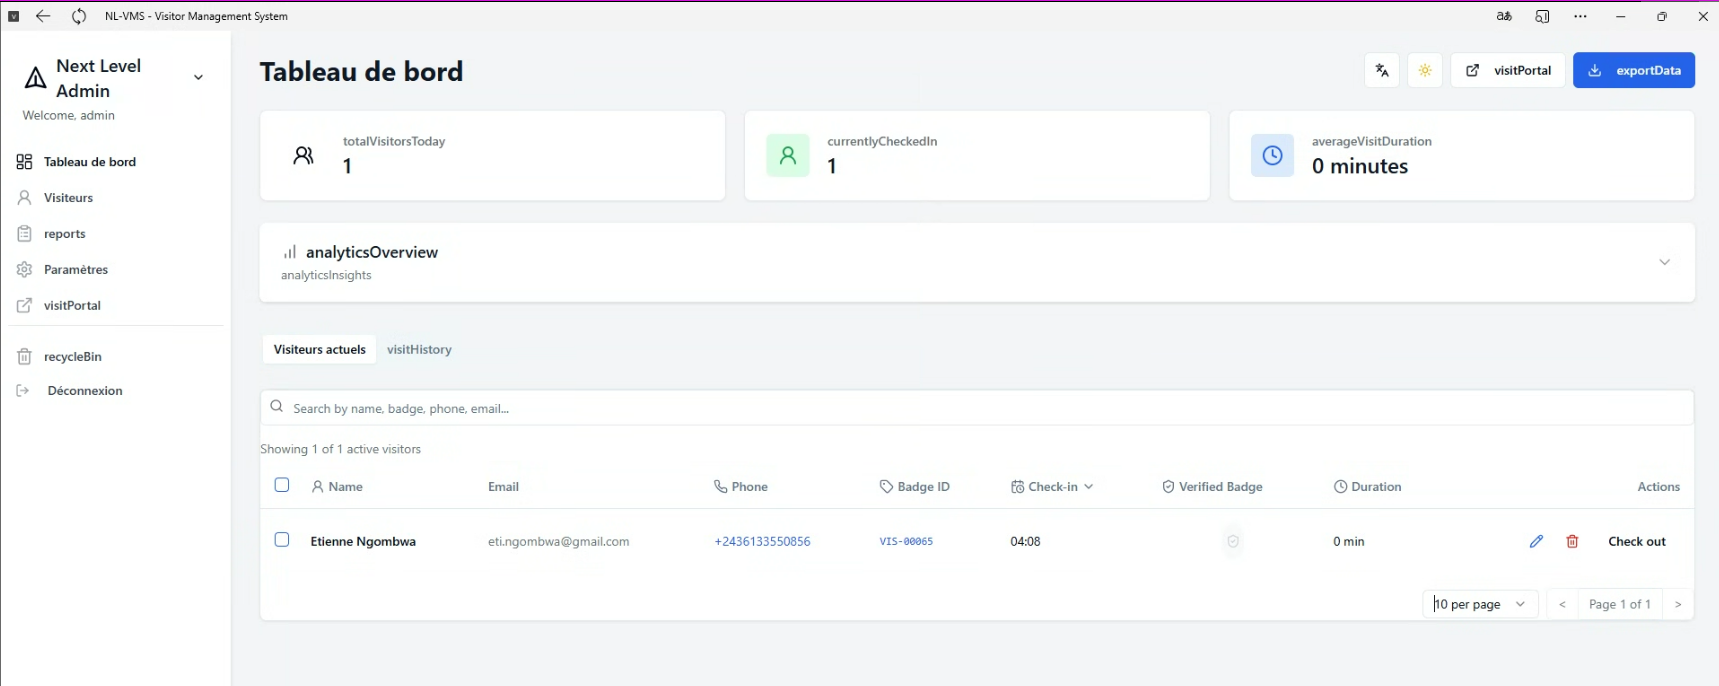 NL-VMS - Visitor Management System
aあ
Next Level
Admin
Welcome, admin
Tableau de bord
Visiteurs
reports
Paramètres
visitPortal
recycleBin
Déconnexion
Tableau de bord
visitPortal
exportData
totalVisitorsToday
1
currentlyCheckedIn
1
averageVisitDuration
0 minutes
analyticsOverview
analyticsInsights
Visiteurs actuels visitHistory
Search by name, badge, phone, email...
Showing 1 of 1 active visitors
Name Email Phone Badge ID Check-in Verified Badge Duration Actions
Etienne Ngombwa eti.ngombwa@gmail.com +2436133550856 VIS-00065 04:08 0 min Check out
10 per page < Page 1 of 1 >